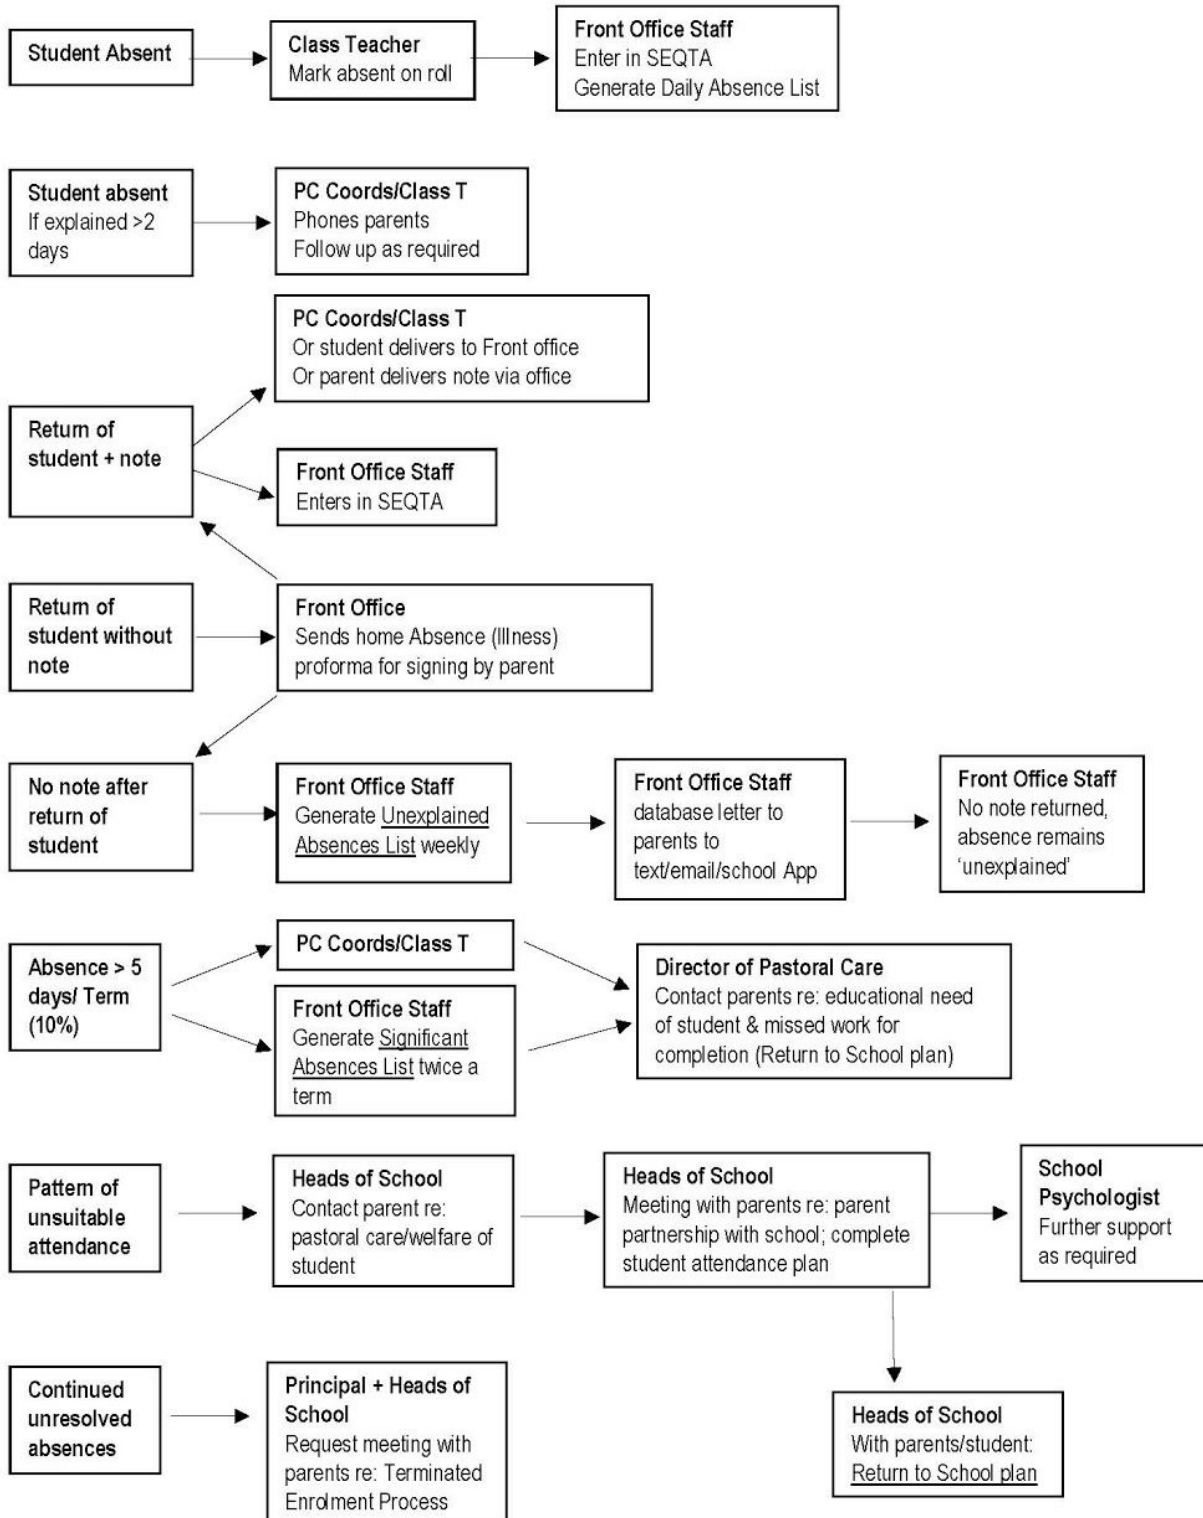 Student Absent
Class Teacher
Mark absent on roll
Front Office Staff
Enter in SEQTA
Generate Daily Absence List
Student absent
If explained >2
days
PC Coords/Class T
Phones parents
Follow up as required
PC Coords/Class T
Or student delivers to Front office
Or parent delivers note via office
Return of
student + note
Front Office Staff
Enters in SEQTA
Return of
student without
note
Front Office
Sends home Absence (Illness)
proforma for signing by parent
No note after
return of
student
Front Office Staff
Generate Unexplained
Absences List weekly
Front Office Staff
database letter to
parents to
text/email/school App
Front Office Staff
No note returned,
absence remains
‘unexplained’
Absence > 5
days/ Term
(10%)
PC Coords/Class T
Front Office Staff
Generate Significant
Absences List twice a
term
Director of Pastoral Care
Contact parents re: educational need
of student & missed work for
completion (Return to School plan)
Pattern of
unsuitable
attendance
Heads of School
Contact parent re:
pastoral care/welfare of
student
Heads of School
Meeting with parents re: parent
partnership with school; complete
student attendance plan
School
Psychologist
Further support
as required
Continued
unresolved
absences
Principal + Heads of
School
Request meeting with
parents re: Terminated
Enrolment Process
Heads of School
With parents/student:
Return to School plan